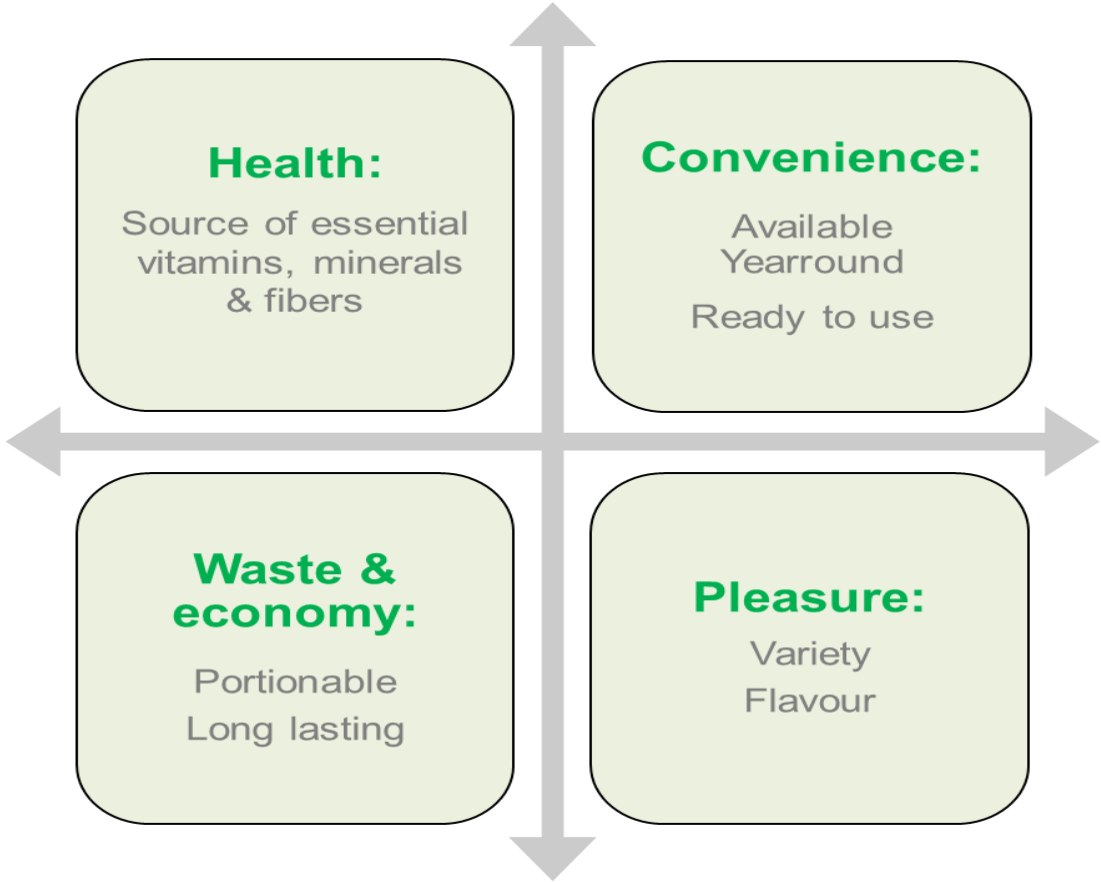 Health:
Source of essential
vitamins, minerals
& fibers
Convenience:
Available
Yearround
Ready to use
Waste &
economy:
Portionable
Long lasting
Pleasure:
Variety
Flavour